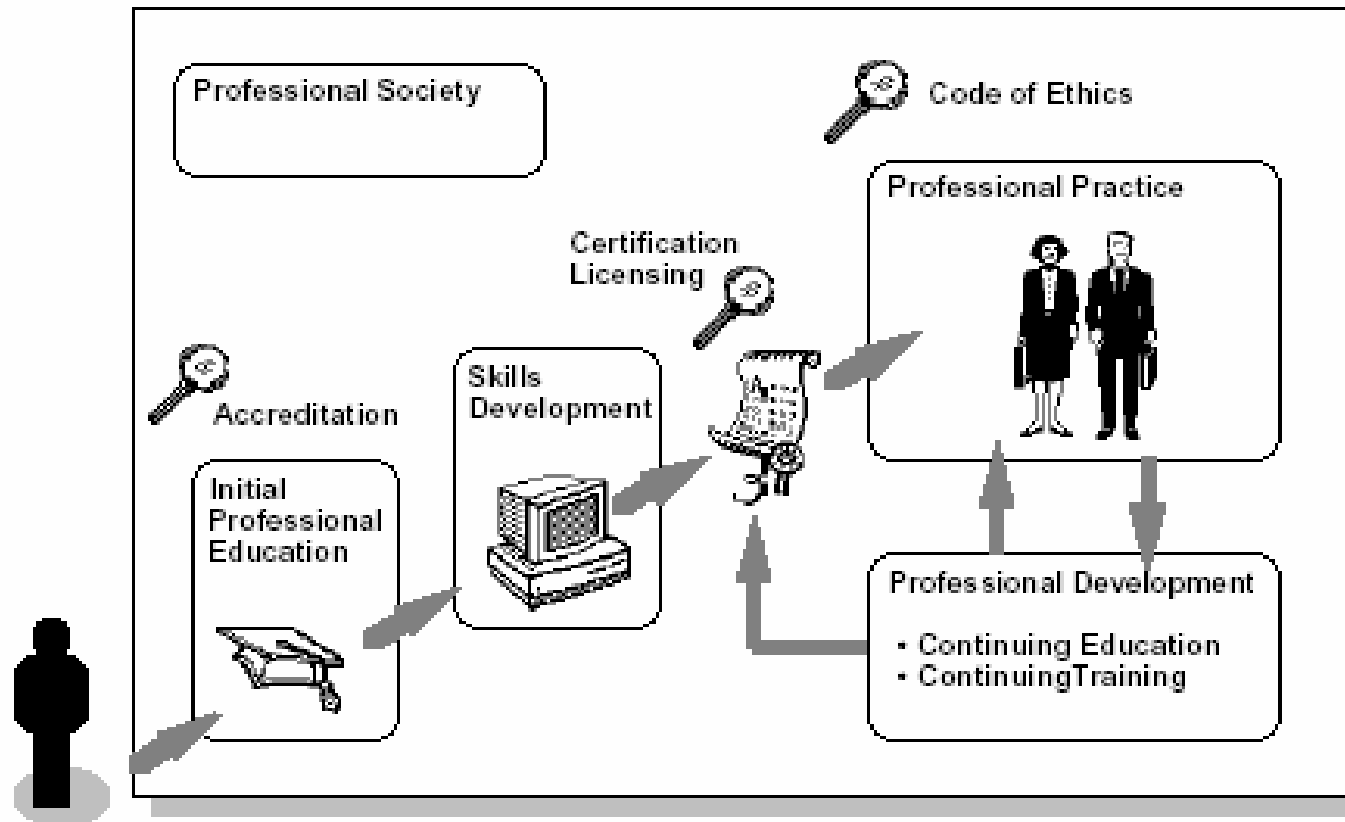 Professional Society
Code of Ethics
Professional Practice
Certification
Licensing
Skills
Development
Accreditation
Initial
Professional
Education
Professional Development
• Continuing Education
• ContinuingTraining